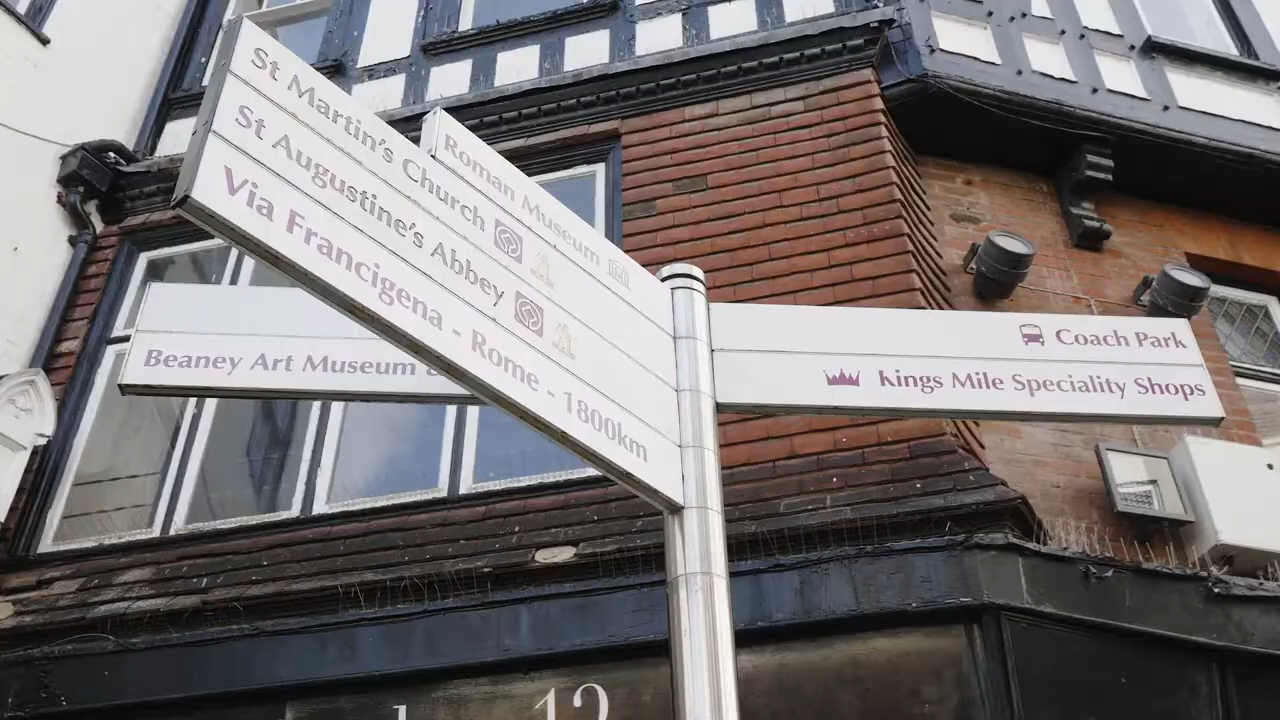 St Martin's Church
St Augustine's Abbey
Via Francigena - Rome - 1800km
Roman Museum
Beaney Art Museum
Coach Park
Kings Mile Speciality Shops
12